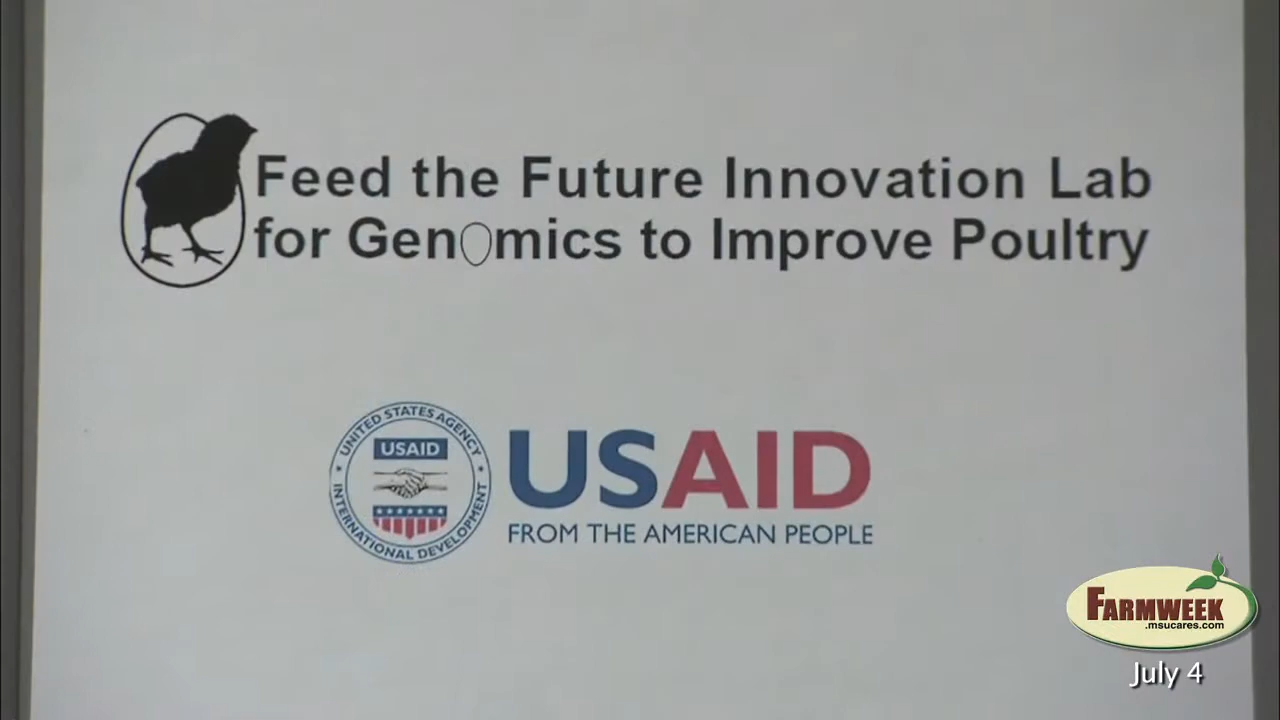 Feed the Future Innovation Lab
for Genomics to Improve Poultry
UNITED STATES AGENCY
INTERNATIONAL DEVELOPMENT
USAID
USAID
FROM THE AMERICAN PEOPLE
FARMWEEK
.msucares.com
July 4